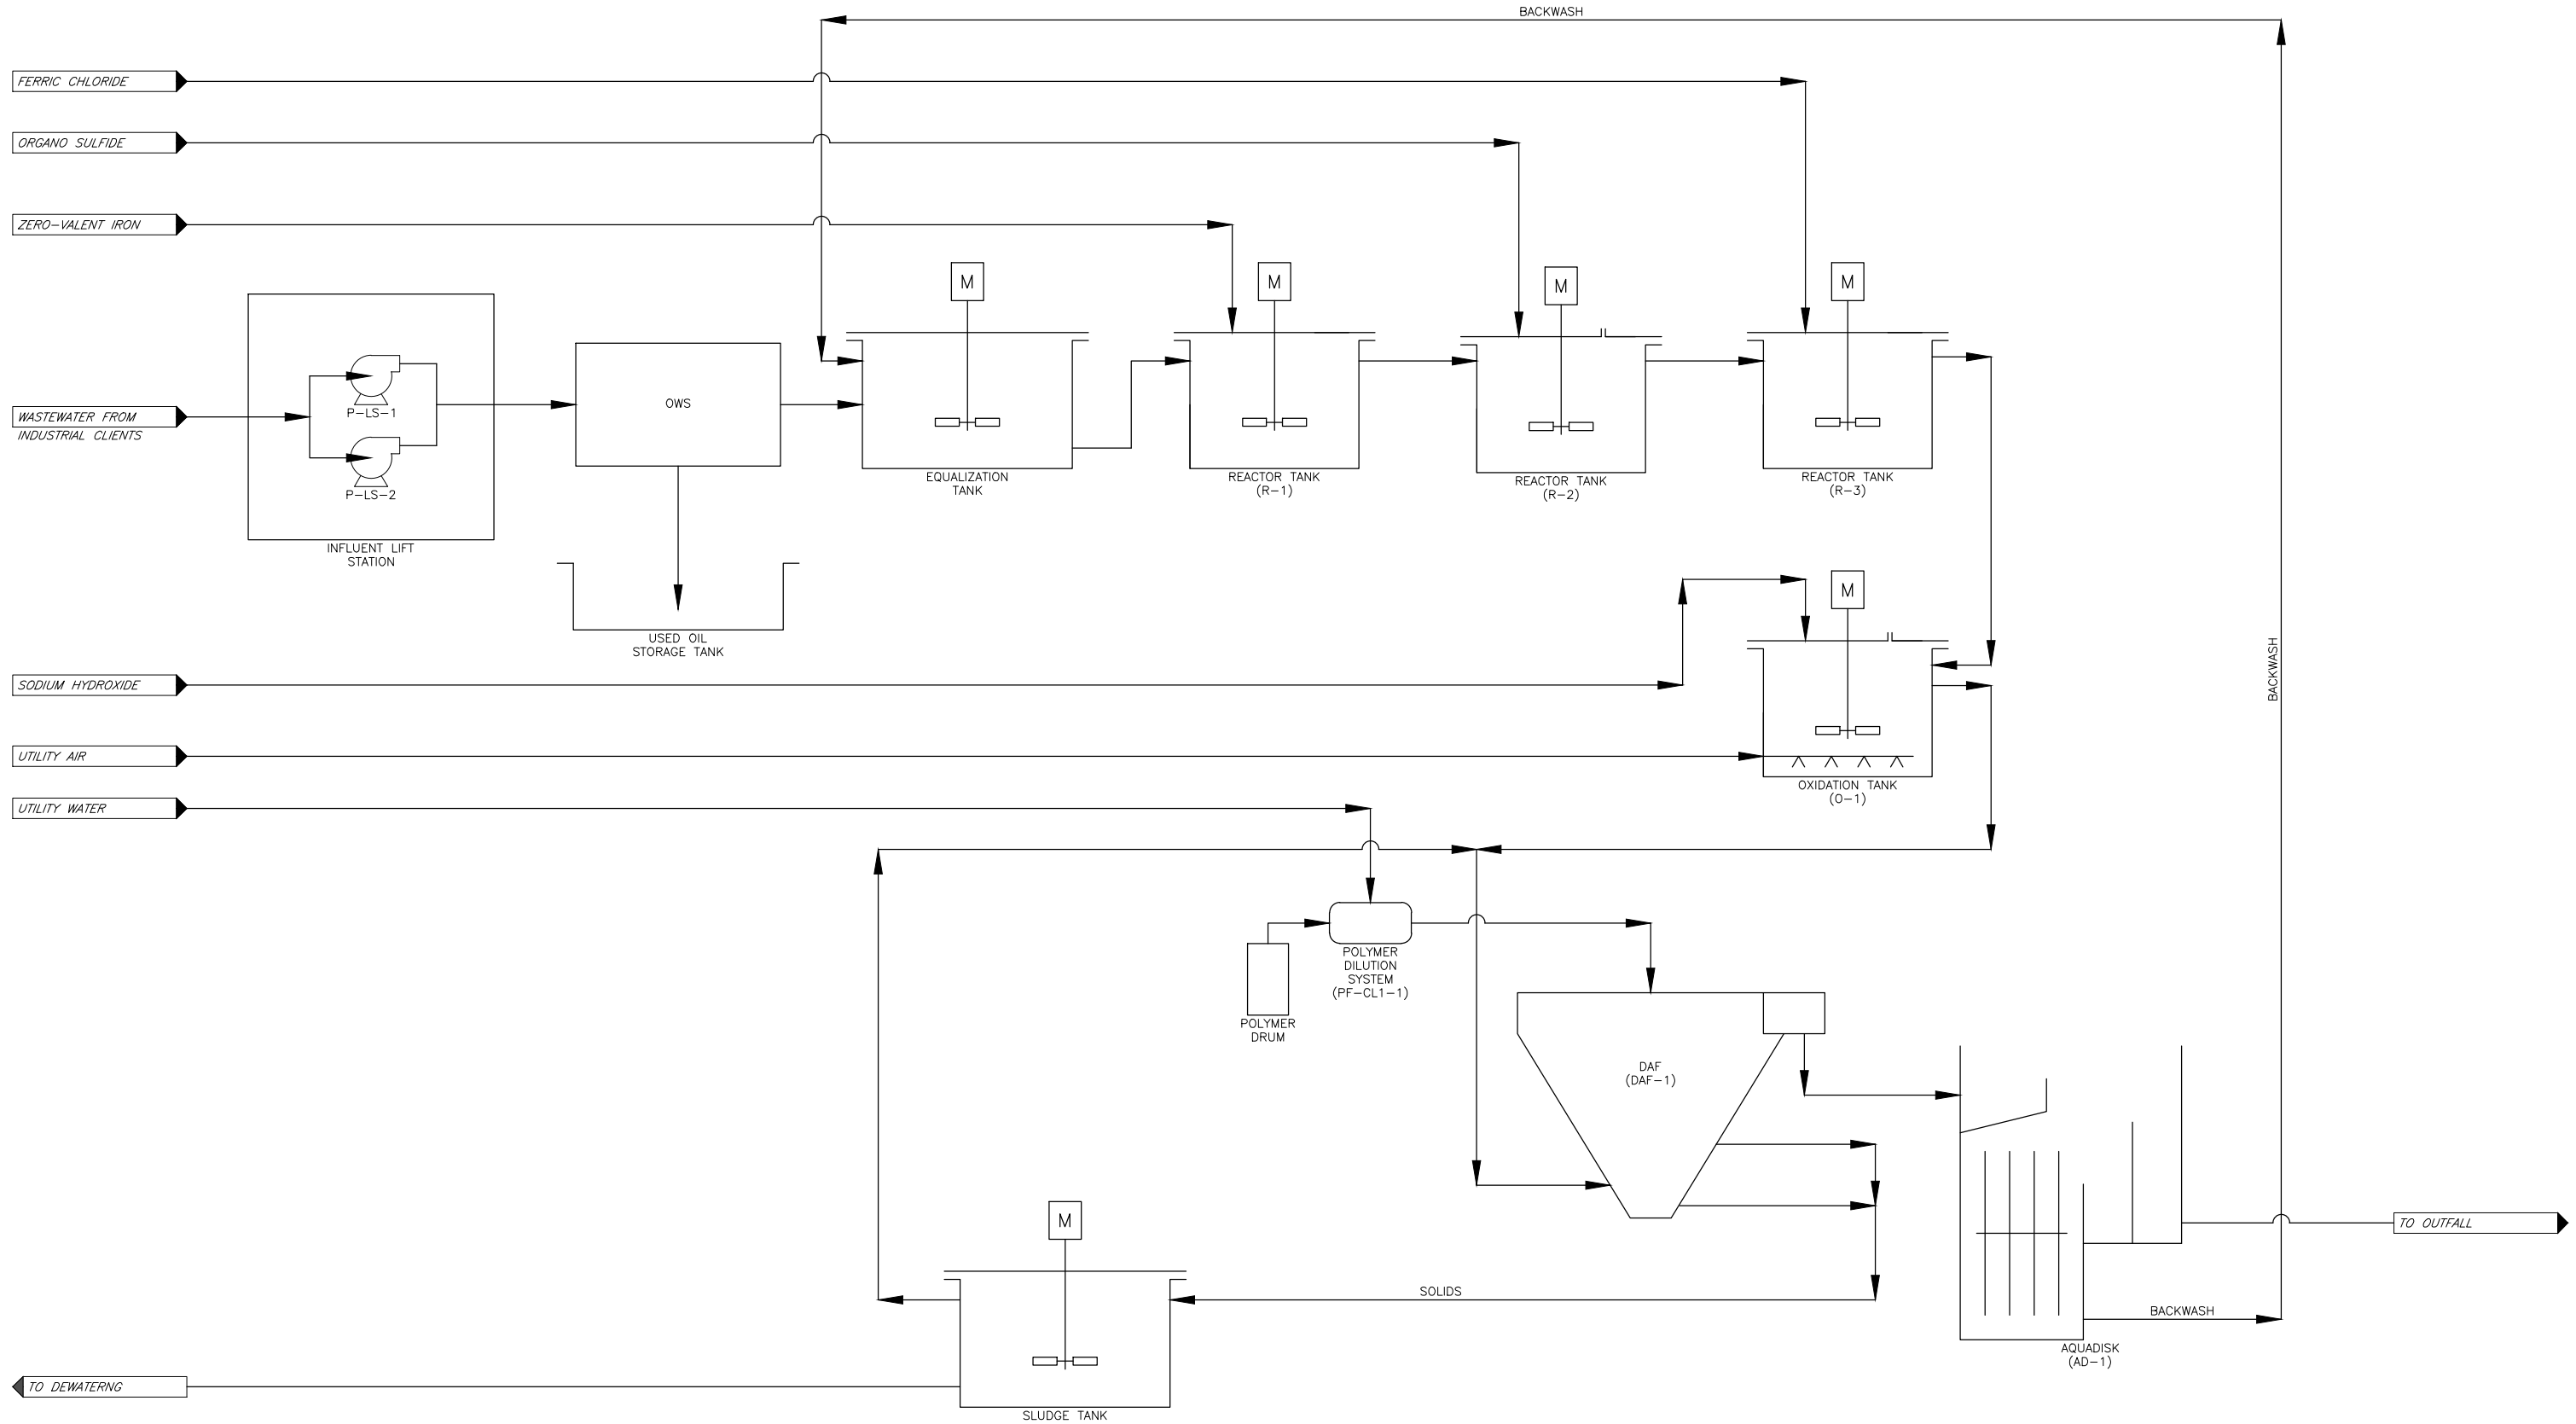 BACKWASH
FERRIC CHLORIDE
ORGANO SULFIDE
ZERO-VALENT IRON
M
M
M
M
P-LS-1
OWS
WASTEWATER FROM
INDUSTRIAL CLIENTS
P-LS-2
EQUALIZATION
TANK
REACTOR TANK
(R-1)
REACTOR TANK
(R-2)
REACTOR TANK
(R-3)
INFLUENT LIFT
STATION
M
USED OIL
STORAGE TANK
BACKWASH
SODIUM HYDROXIDE
UTILITY AIR
OXIDATION TANK
(O-1)
UTILITY WATER
POLYMER
DILUTION
SYSTEM
(PF-CL1-1)
POLYMER
DRUM
DAF
(DAF-1)
M
TO OUTFALL
SOLIDS
BACKWASH
AQUADISK
(AD-1)
TO DEWATERNG
SLUDGE TANK